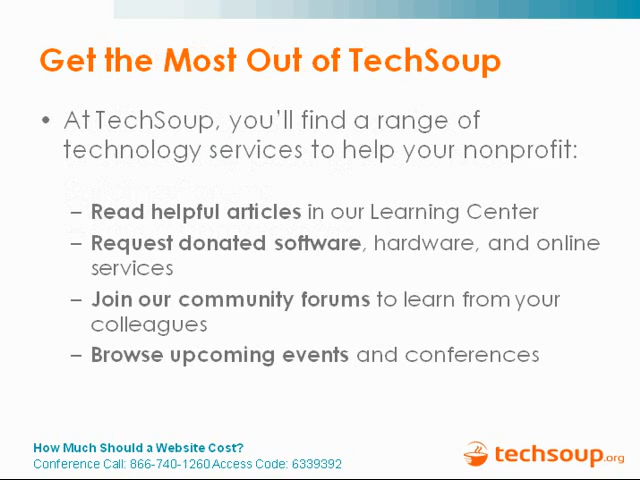 Get the Most Out of TechSoup
• At TechSoup, you'll find a range of
technology services to help your nonprofit:
– Read helpful articles in our Learning Center
– Request donated software, hardware, and online
services
– Join our community forums to learn from your
colleagues
– Browse upcoming events and conferences
How Much Should a Website Cost?
Conference Call: 866-740-1260 Access Code: 6339392
techsoup.org